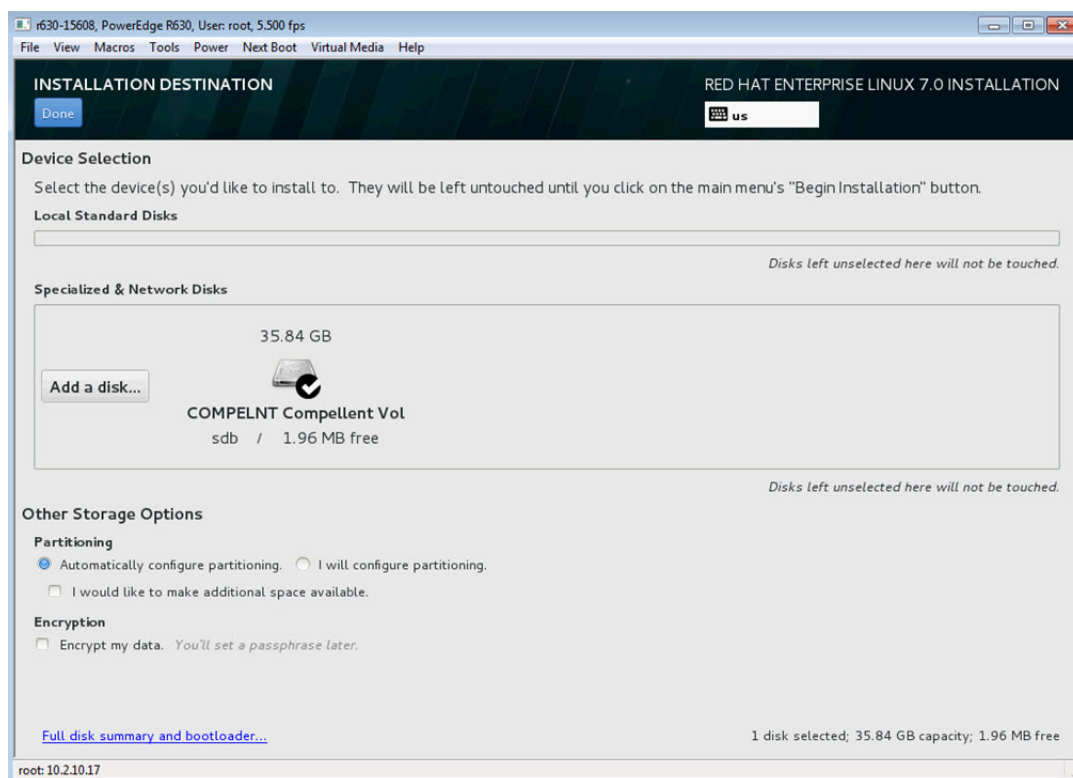 r630-15608, PowerEdge R630, User: root, 5.500 fps
File View Macros Tools Power Next Boot Virtual Media Help
INSTALLATION DESTINATION
RED HAT ENTERPRISE LINUX 7.0 INSTALLATION
Done
us
Device Selection
Select the device(s) you'd like to install to. They will be left untouched until you click on the main menu's "Begin Installation" button.
Local Standard Disks
Disks left unselected here will not be touched.
Specialized & Network Disks
35.84 GB
Add a disk...
COMPELNT Compellent Vol
sdb / 1.96 MB free
Disks left unselected here will not be touched.
Other Storage Options
Partitioning
Automatically configure partitioning. I will configure partitioning.
I would like to make additional space available.
Encryption
Encrypt my data. You'll set a passphrase later.
Full disk summary and bootloader...
1 disk selected; 35.84 GB capacity; 1.96 MB free
root: 10.2.10.17